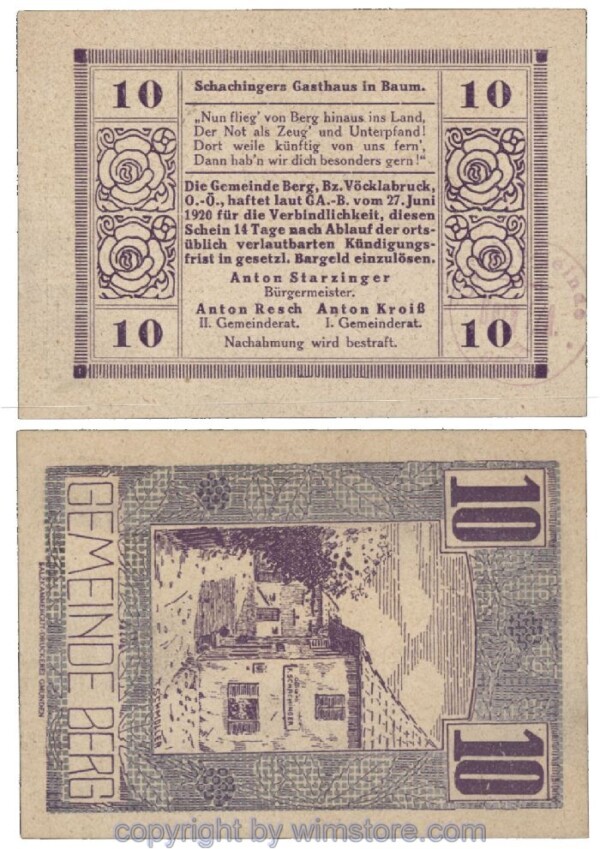 10
Schachingers Gasthaus in Baum.
10
„Nun flieg' von Berg hinaus ins Land,
Der Not als Zeug' und Unterpfand!
Dort weile künftig von uns fern',
Dann hab'n wir dich besonders gern!“
Die Gemeinde Berg, Bz. Vöcklabruck,
O.-Ö., haftet laut GA.-B. vom 27. Juni
1920 für die Verbindlichkeit, diesen
Schein 14 Tage nach Ablauf der orts-
üblich verlautbarten Kündigungs-
frist in gesetzl. Bargeld einzulösen.
Anton Starzinger
Bürgermeister.
Anton Resch Anton Kroiß
II. Gemeinderat. I. Gemeinderat.
10
Nachahmung wird bestraft.
10
10
10
GEMEINDE BERG
SALZKAMMERGUT-DRUCKEREI GMUNDEN
SCHACHINGER
copyright by wimstore.com